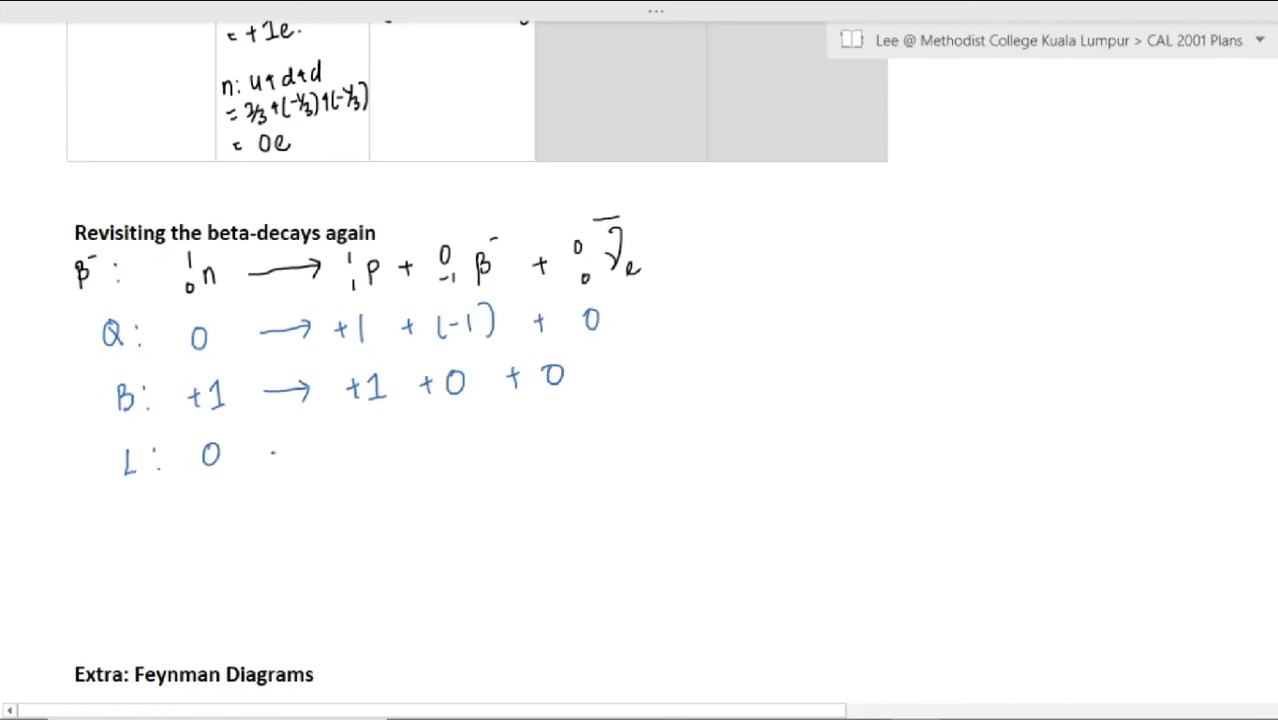 ...
Lee @ Methodist College Kuala Lumpur > CAL 2001 Plans
= +1e.
n: u+d+d
= 2/3 +(-1/3)+(-1/3)
= 0e
Revisiting the beta-decays again
β⁻ : ¹₀n → ¹₁p + ⁰₋₁β⁻ + ⁰₀ν̅ₑ
Q: 0 → +1 + (-1) + 0
B: +1 → +1 + 0 + 0
L: 0
Extra: Feynman Diagrams